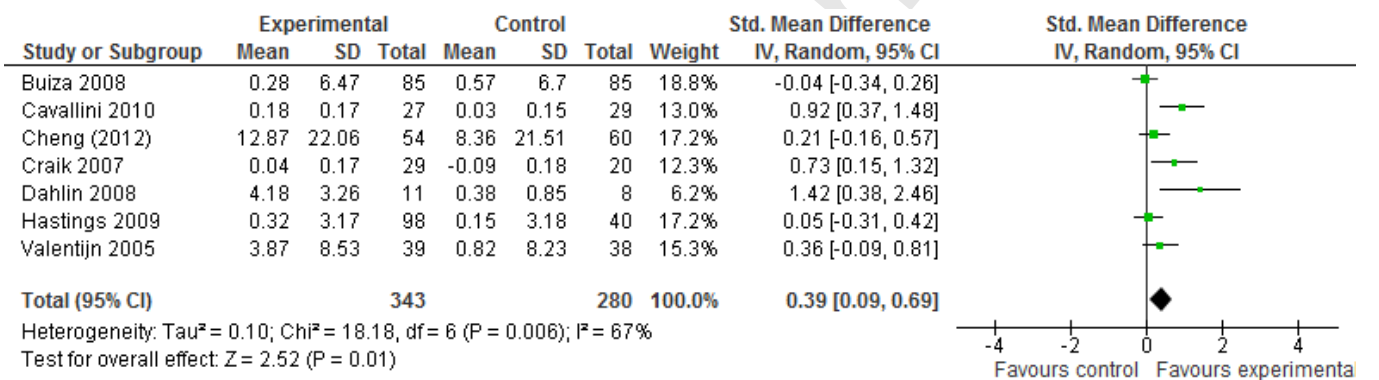 Experimental Control Std. Mean Difference Std. Mean Difference
Study or Subgroup Mean SD Total Mean SD Total Weight IV, Random, 95% CI IV, Random, 95% CI
Buiza 2008 0.28 6.47 85 0.57 6.7 85 18.8% -0.04 [-0.34, 0.26]
Cavallini 2010 0.18 0.17 27 0.03 0.15 29 13.0% 0.92 [0.37, 1.48]
Cheng (2012) 12.87 22.06 54 8.36 21.51 60 17.2% 0.21 [-0.16, 0.57]
Craik 2007 0.04 0.17 29 -0.09 0.18 20 12.3% 0.73 [0.15, 1.32]
Dahlin 2008 4.18 3.26 11 0.38 0.85 8 6.2% 1.42 [0.38, 2.46]
Hastings 2009 0.32 3.17 98 0.15 3.18 40 17.2% 0.05 [-0.31, 0.42]
Valentijn 2005 3.87 8.53 39 0.82 8.23 38 15.3% 0.36 [-0.09, 0.81]
Total (95% CI) 343 280 100.0% 0.39 [0.09, 0.69]
Heterogeneity: Tau² = 0.10; Chi² = 18.18, df = 6 (P = 0.006); I² = 67%
Test for overall effect: Z = 2.52 (P = 0.01)
-4 -2 0 2 4
Favours control Favours experimenta